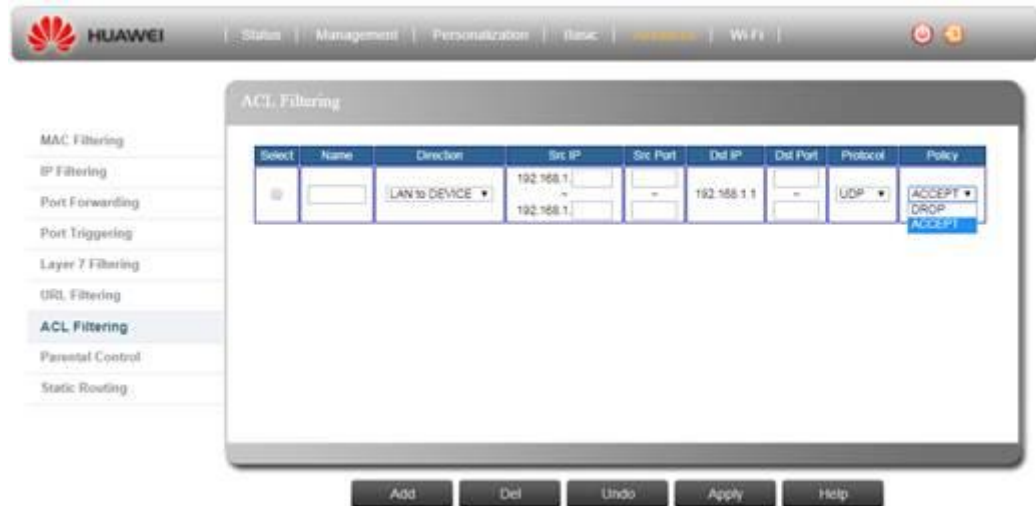 HUAWEI
| Status | Management | Personalization | Basic | Advanced | Wi-Fi |
ACL Filtering
MAC Filtering
IP Filtering
Port Forwarding
Port Triggering
Layer 7 Filtering
URL Filtering
ACL Filtering
Parental Control
Static Routing
Select Name Direction Src IP Src Port Dst IP Dst Port Protocol Policy
192.168.1.
LAN to DEVICE ~ ~ 192.168.1.1 ~ UDP ACCEPT
192.168.1.
DROP
ACCEPT
Add Del Undo Apply Help